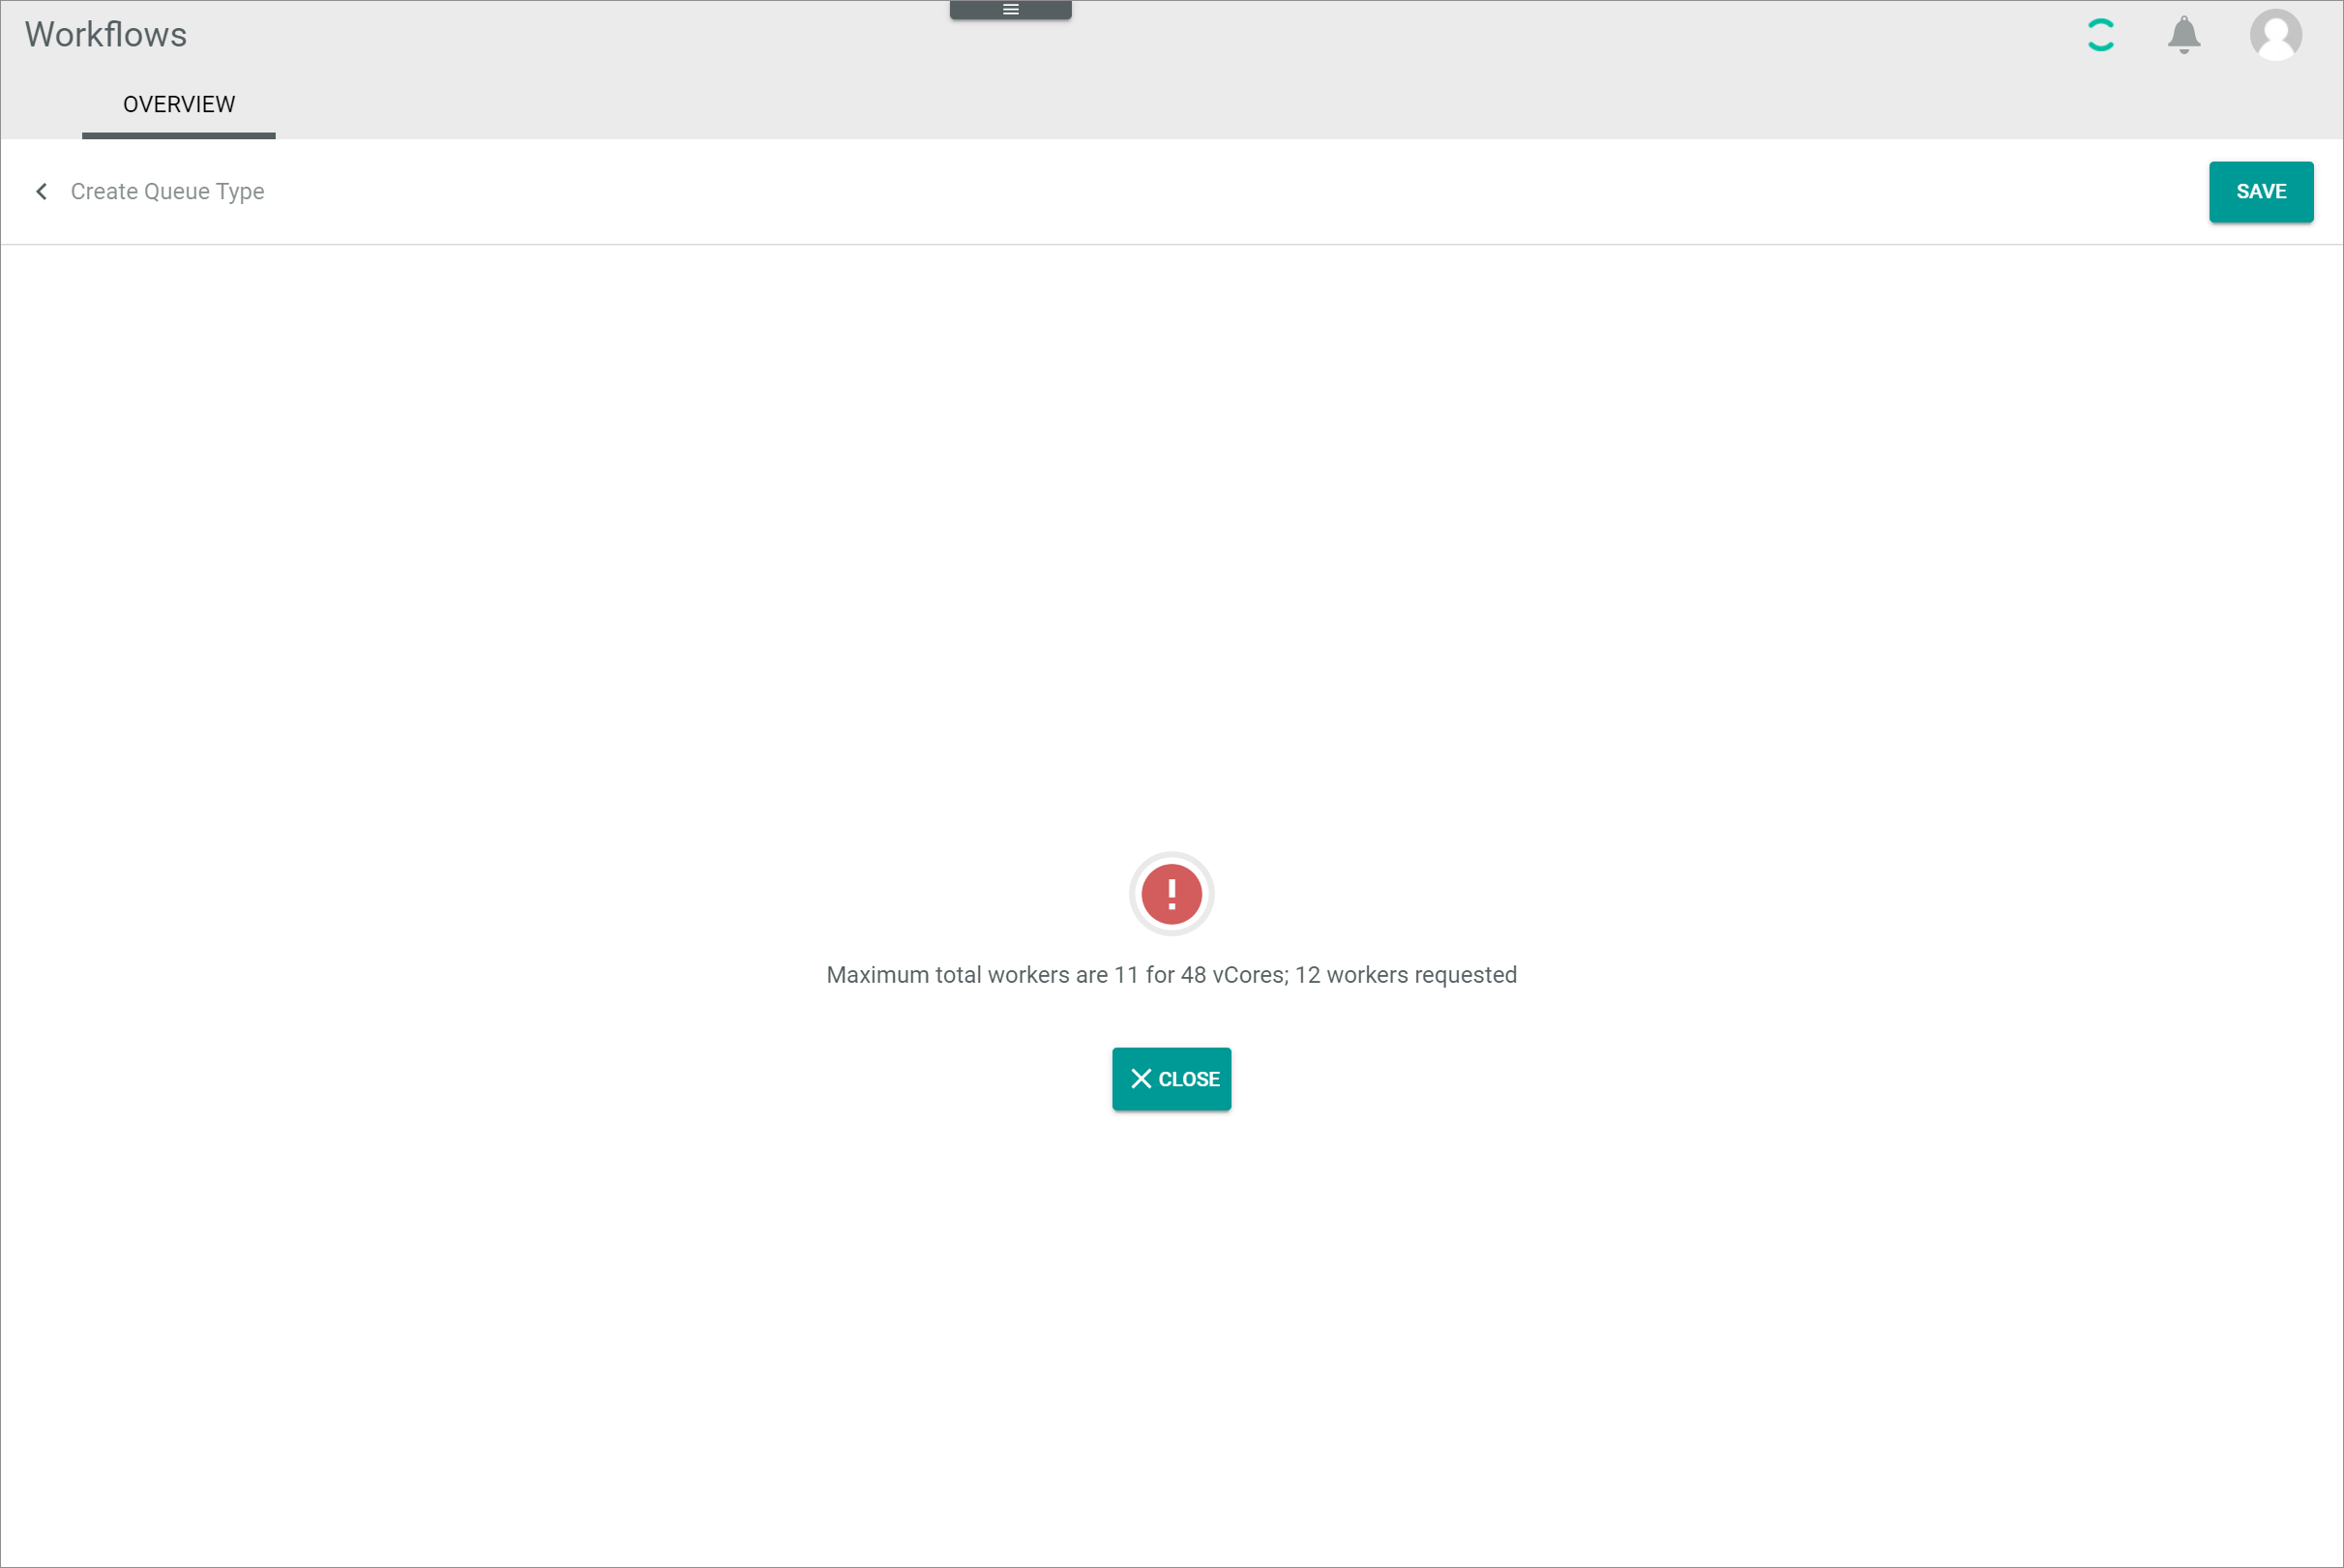 Workflows
OVERVIEW
Create Queue Type
SAVE
Maximum total workers are 11 for 48 vCores; 12 workers requested
CLOSE